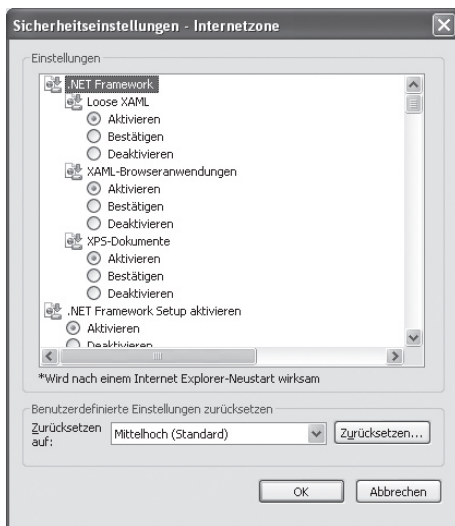 Sicherheitseinstellungen - Internetzone
Einstellungen
.NET Framework
Loose XAML
Aktivieren
Bestätigen
Deaktivieren
XAML-Browseranwendungen
Aktivieren
Bestätigen
Deaktivieren
XPS-Dokumente
Aktivieren
Bestätigen
Deaktivieren
.NET Framework Setup aktivieren
Aktivieren
Deaktivieren
*Wird nach einem Internet Explorer-Neustart wirksam
Benutzerdefinierte Einstellungen zurücksetzen
Zurücksetzen auf:
Mittelhoch (Standard)
Zurücksetzen...
OK
Abbrechen